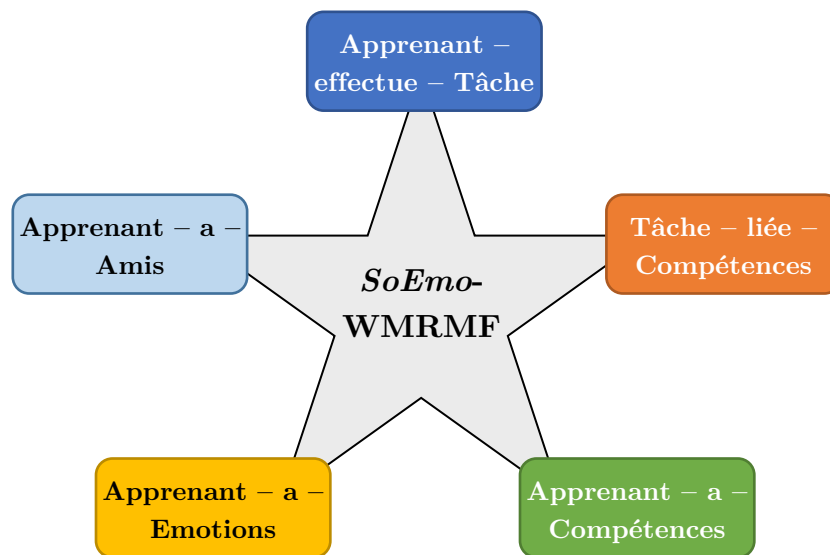 Apprenant –
effectue – Tâche
Apprenant – a –
Amis
Tâche – liée –
Compétences
SoEmo-
WMRMF
Apprenant – a –
Emotions
Apprenant – a –
Compétences